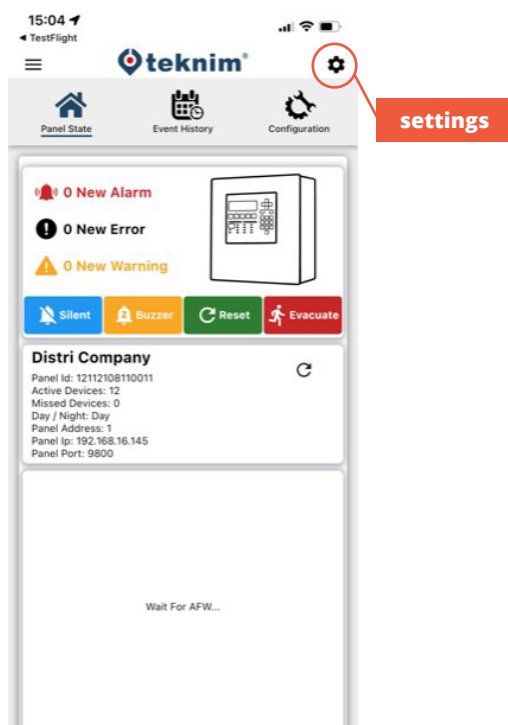 15:04
TestFlight
teknim
settings
Panel State
Event History
Configuration
0 New Alarm
0 New Error
0 New Warning
Silent
Buzzer
Reset
Evacuate
Distri Company
Panel Id: 12112108110011
Active Devices: 12
Missed Devices: 0
Day / Night: Day
Panel Address: 1
Panel Ip: 192.168.16.145
Panel Port: 9800
Wait For AFW...